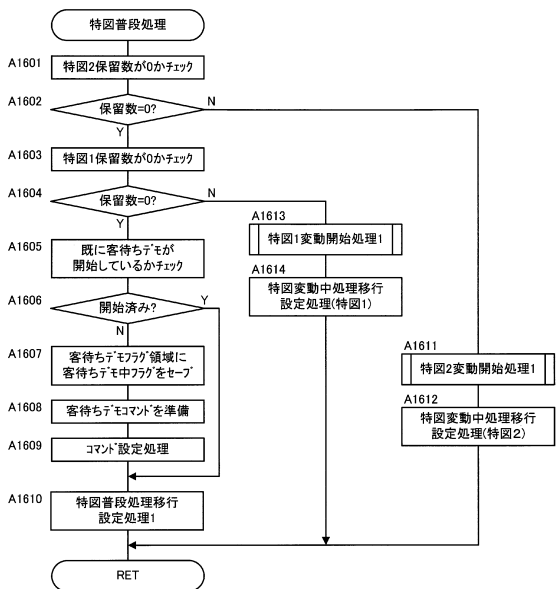 特図普段処理
A1601
特図2保留数が0かチェック
A1602
保留数=0?
N
Y
A1603
特図1保留数が0かチェック
A1604
保留数=0?
N
Y
A1613
特図1変動開始処理1
A1605
既に客待ちデモが
開始しているかチェック
A1614
特図変動中処理移行
設定処理(特図1)
A1606
開始済み?
Y
N
A1611
特図2変動開始処理1
A1607
客待ちデモフラグ領域に
客待ちデモ中フラグをセーブ
A1612
特図変動中処理移行
設定処理(特図2)
A1608
客待ちデモコマンドを準備
A1609
コマンド設定処理
A1610
特図普段処理移行
設定処理1
RET